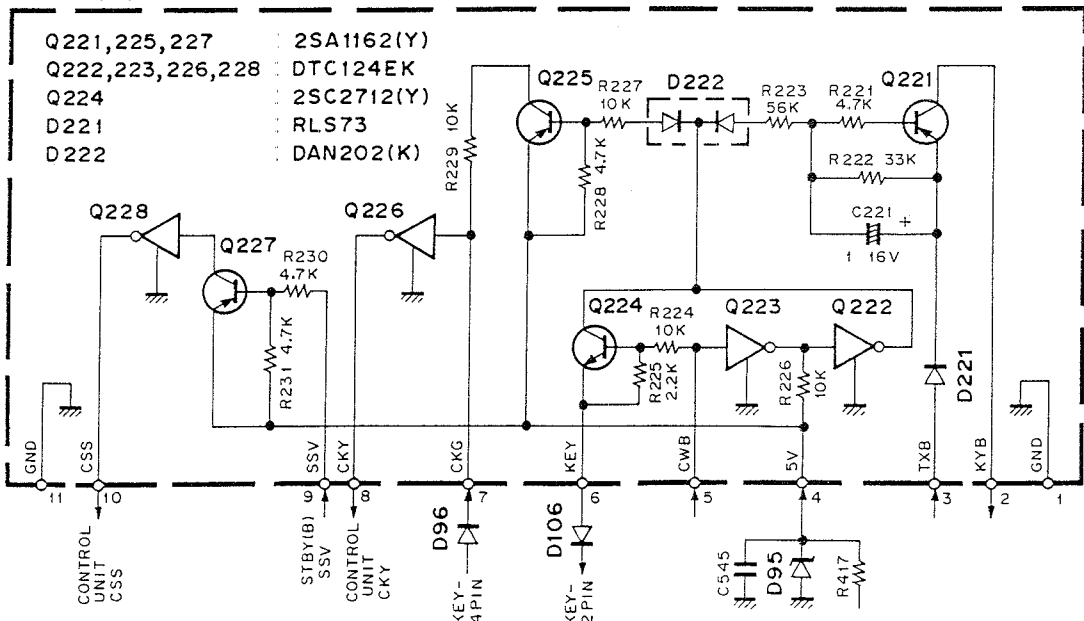 Q221,225,227 : 2SA1162(Y)
Q222,223,226,228 : DTC124EK
Q224 : 2SC2712(Y)
D221 : RLS73
D222 : DAN202(K)
Q225
R227
10K
D222
R223
56K
R221
4.7K
Q221
R229 10K
R228 4.7K
R222 33K
C221
+
1 16V
Q228
Q227
R230
4.7K
Q226
R231 4.7K
Q224
R224
10K
Q223
Q222
R225
2.2K
R226
10K
D221
GND
CSS
SSV
CKY
CKG
KEY
CWB
5V
TXB
KYB
GND
11
10
9
8
7
6
5
4
3
2
1
CONTROL
UNIT
CSS
STBY(B)
SSV
CONTROL
UNIT
CKY
D96
KEY-
4PIN
D106
KEY-
2PIN
C545
D95
R417